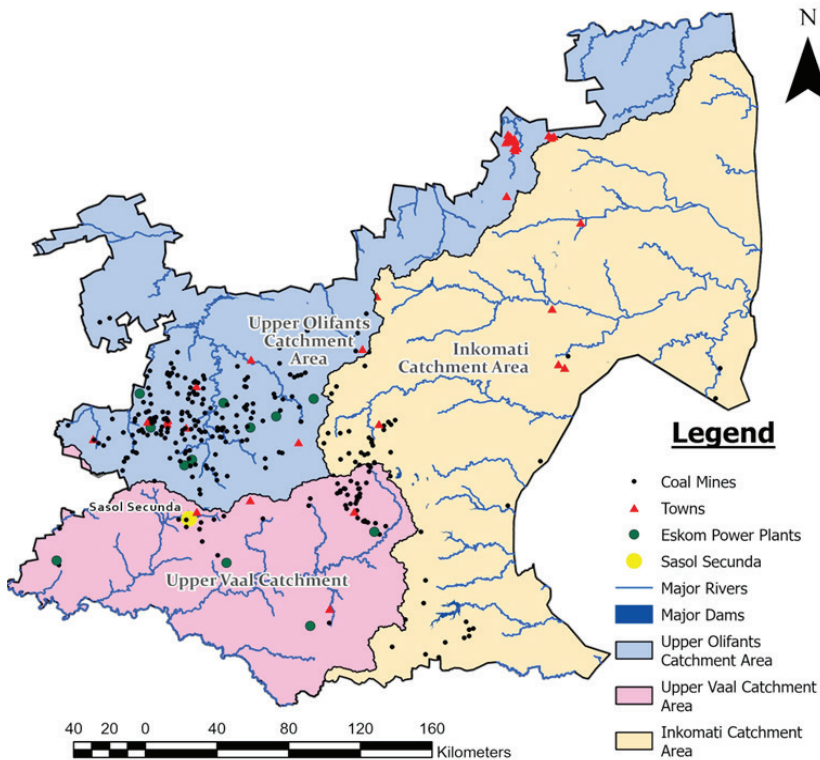 N
Upper Olifants
Catchment
Area
Inkomati
Catchment Area
Sasol Secunda
Upper Vaal Catchment
Legend
Coal Mines
Towns
Eskom Power Plants
Sasol Secunda
Major Rivers
Major Dams
Upper Olifants
Catchment Area
Upper Vaal Catchment
Area
Inkomati Catchment
Area
40 20 0 40 80 120 160
Kilometers